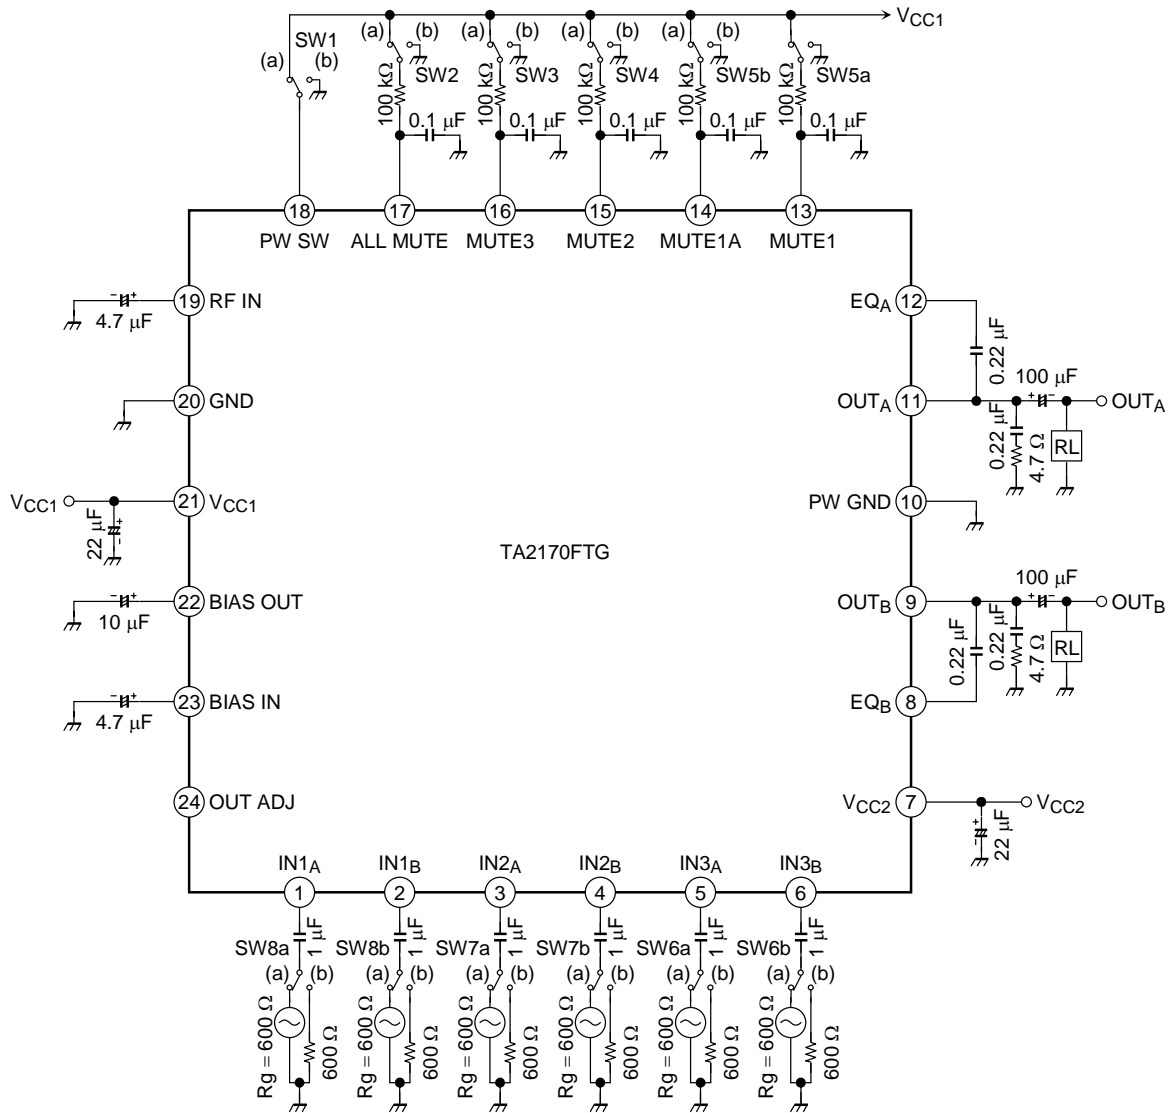 VCC1
(a) SW1 (b)
(a) (b) SW2 100 kΩ 0.1 μF
(a) (b) SW3 100 kΩ 0.1 μF
(a) (b) SW4 100 kΩ 0.1 μF
(a) (b) SW5b 100 kΩ 0.1 μF
(a) (b) SW5a 100 kΩ 0.1 μF
18 17 16 15 14 13
PW SW ALL MUTE MUTE3 MUTE2 MUTE1A MUTE1
19 RF IN
- +
4.7 μF
20 GND
VCC1 21 VCC1
22 μF
- +
22 BIAS OUT
- +
10 μF
23 BIAS IN
- +
4.7 μF
24 OUT ADJ
TA2170FTG
EQA 12
0.22 μF
100 μF
OUTA 11
+ -
OUTA
0.22 μF
4.7 Ω
RL
PW GND 10
100 μF
OUTB 9
+ -
OUTB
0.22 μF
0.22 μF
4.7 Ω
RL
EQB 8
VCC2 7
VCC2
- +
22 μF
IN1A IN1B IN2A IN2B IN3A IN3B
1 2 3 4 5 6
SW8a 1 μF (a) (b) Rg = 600 Ω 600 Ω
SW8b 1 μF (a) (b) Rg = 600 Ω 600 Ω
SW7a 1 μF (a) (b) Rg = 600 Ω 600 Ω
SW7b 1 μF (a) (b) Rg = 600 Ω 600 Ω
SW6a 1 μF (a) (b) Rg = 600 Ω 600 Ω
SW6b 1 μF (a) (b) Rg = 600 Ω 600 Ω